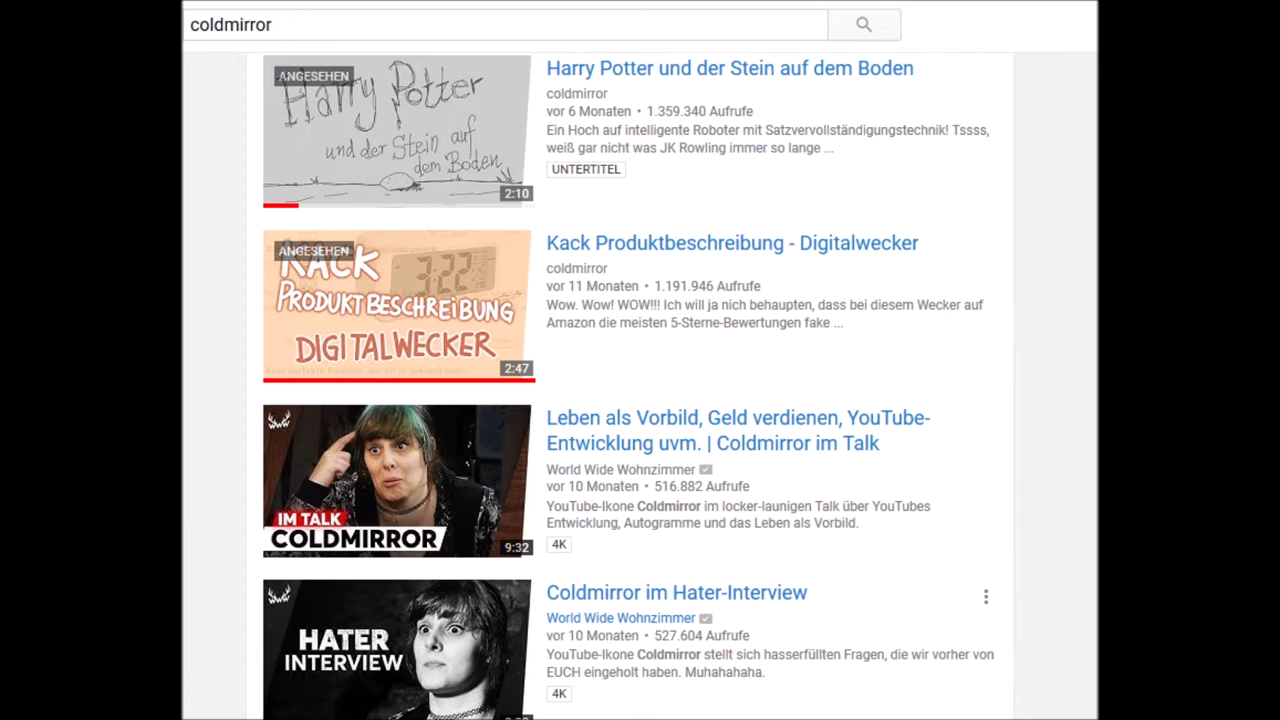 coldmirror
ANGESEHEN
Harry Potter
und der Stein auf
dem Boden
2:10
Harry Potter und der Stein auf dem Boden
coldmirror
vor 6 Monaten • 1.359.340 Aufrufe
Ein Hoch auf intelligente Roboter mit Satzvervollständigungstechnik! Tssss,
weiß gar nicht was JK Rowling immer so lange ...
UNTERTITEL
ANGESEHEN
KACK
3:22
PRODUKTBESCHREiBUNG
DIGITALWECKER
2:47
Kack Produktbeschreibung - Digitalwecker
coldmirror
vor 11 Monaten • 1.191.946 Aufrufe
Wow. Wow! WOW!!! Ich will ja nich behaupten, dass bei diesem Wecker auf
Amazon die meisten 5-Sterne-Bewertungen fake ...
IM TALK
COLDMIRROR
9:32
Leben als Vorbild, Geld verdienen, YouTube-
Entwicklung uvm. | Coldmirror im Talk
World Wide Wohnzimmer
vor 10 Monaten • 516.882 Aufrufe
YouTube-Ikone Coldmirror im locker-launigen Talk über YouTubes
Entwicklung, Autogramme und das Leben als Vorbild.
4K
HATER
INTERVIEW
Coldmirror im Hater-Interview
World Wide Wohnzimmer
vor 10 Monaten • 527.604 Aufrufe
YouTube-Ikone Coldmirror stellt sich hasserfüllten Fragen, die wir vorher von
EUCH eingeholt haben. Muhahahaha.
4K